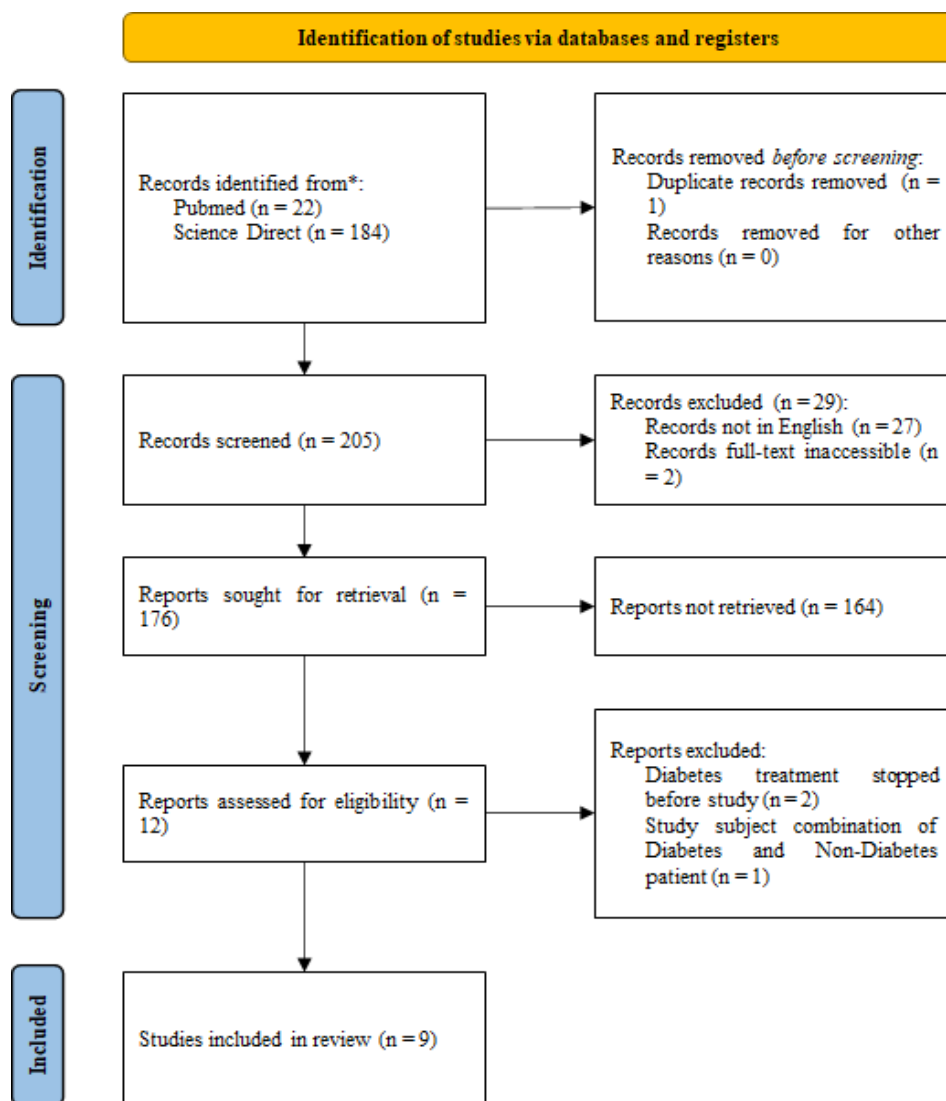 Identification of studies via databases and registers
Identification
Records identified from*:
Pubmed (n = 22)
Science Direct (n = 184)
Records removed before screening:
Duplicate records removed (n =
1)
Records removed for other
reasons (n = 0)
Screening
Records screened (n = 205)
Records excluded (n = 29):
Records not in English (n = 27)
Records full-text inaccessible (n
= 2)
Reports sought for retrieval (n =
176)
Reports not retrieved (n = 164)
Reports assessed for eligibility (n =
12)
Reports excluded:
Diabetes treatment stopped
before study (n = 2)
Study subject combination of
Diabetes and Non-Diabetes
patient (n = 1)
Included
Studies included in review (n = 9)